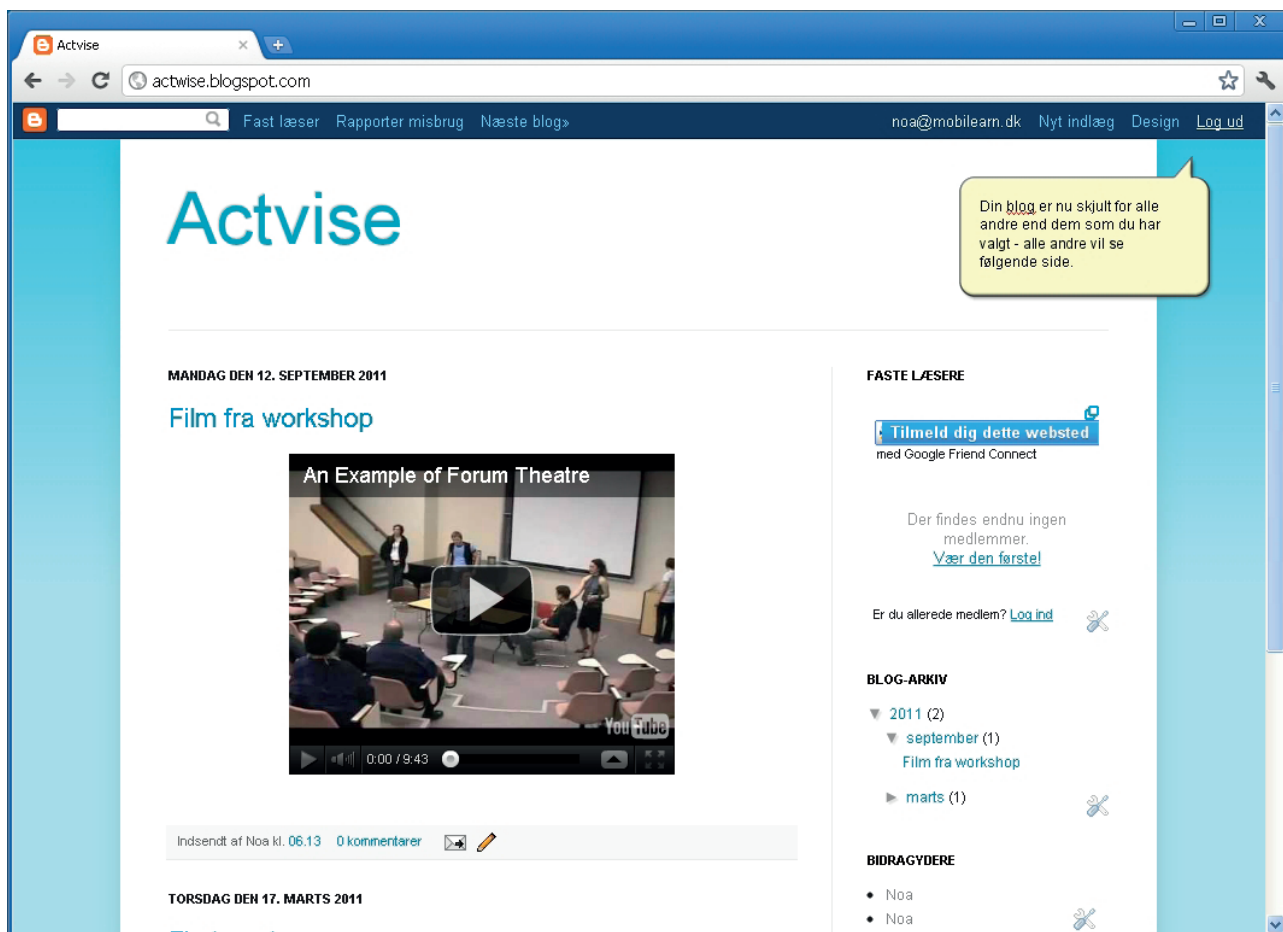 Actvise
actwise.blogspot.com
Fast læser Rapporter misbrug Næste blog» noa@mobilearn.dk Nyt indlæg Design Log ud
Actvise
Din blog er nu skjult for alle
andre end dem som du har
valgt - alle andre vil se
følgende side.
MANDAG DEN 12. SEPTEMBER 2011
Film fra workshop
An Example of Forum Theatre
YouTube
0:00 / 9:43
Indsendt af Noa kl. 06.13 0 kommentarer
TORSDAG DEN 17. MARTS 2011
FASTE LÆSERE
Tilmeld dig dette websted
med Google Friend Connect
Der findes endnu ingen
medlemmer.
Vær den første!
Er du allerede medlem? Log ind
BLOG-ARKIV
▼ 2011 (2)
▼ september (1)
Film fra workshop
► marts (1)
BIDRAGYDERE
• Noa
• Noa